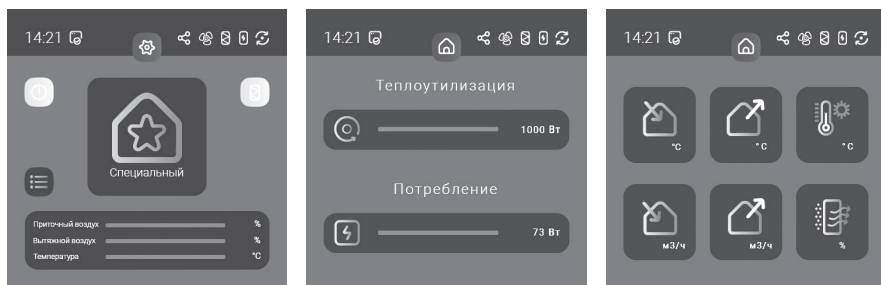 14:21
Специальный
Приточный воздух %
Вытяжной воздух %
Температура °C
14:21
Теплоутилизация
1000 Вт
Потребление
73 Вт
14:21
°C °C °C
м3/ч м3/ч %